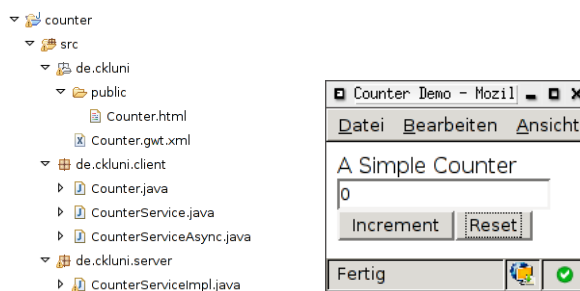 counter
src
de.ckluni
public
Counter.html
Counter.gwt.xml
de.ckluni.client
Counter.java
CounterService.java
CounterServiceAsync.java
de.ckluni.server
CounterServiceImpl.java
Counter Demo - Mozil
Datei Bearbeiten Ansicht
A Simple Counter
0
Increment Reset
Fertig